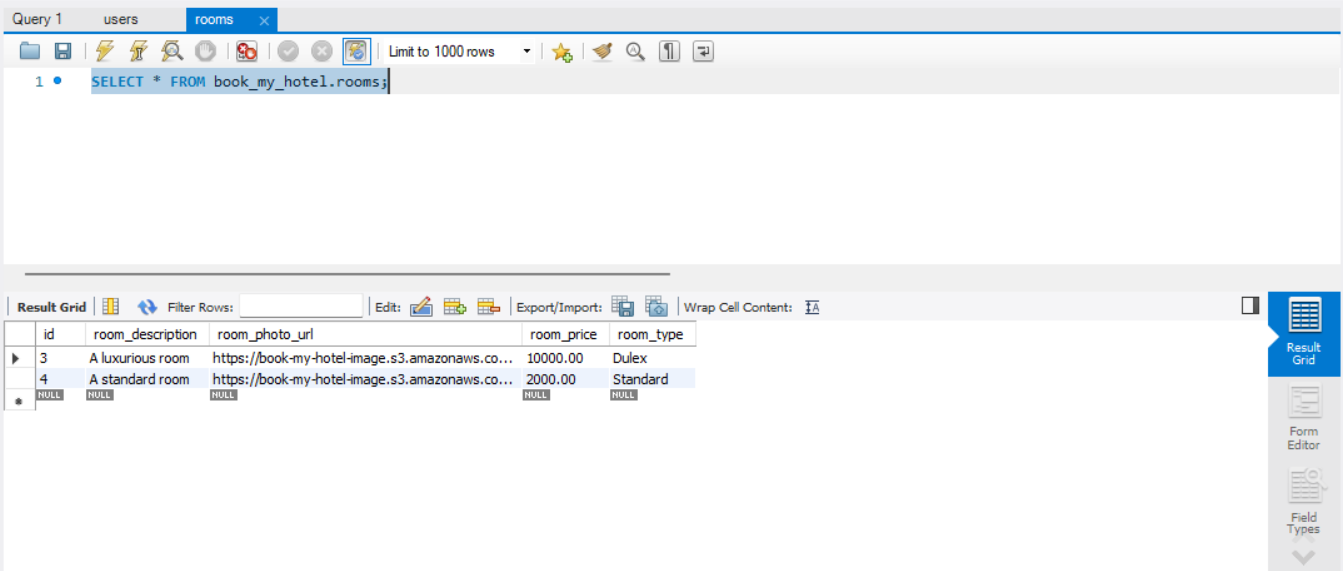 Query 1 users rooms
Limit to 1000 rows
1 SELECT * FROM book_my_hotel.rooms;
Result Grid Filter Rows: Edit: Export/Import: Wrap Cell Content:
id room_description room_photo_url room_price room_type
3 A luxurious room https://book-my-hotel-image.s3.amazonaws.co... 10000.00 Dulex
4 A standard room https://book-my-hotel-image.s3.amazonaws.co... 2000.00 Standard
NULL NULL NULL NULL NULL
Result
Grid
Form
Editor
Field
Types